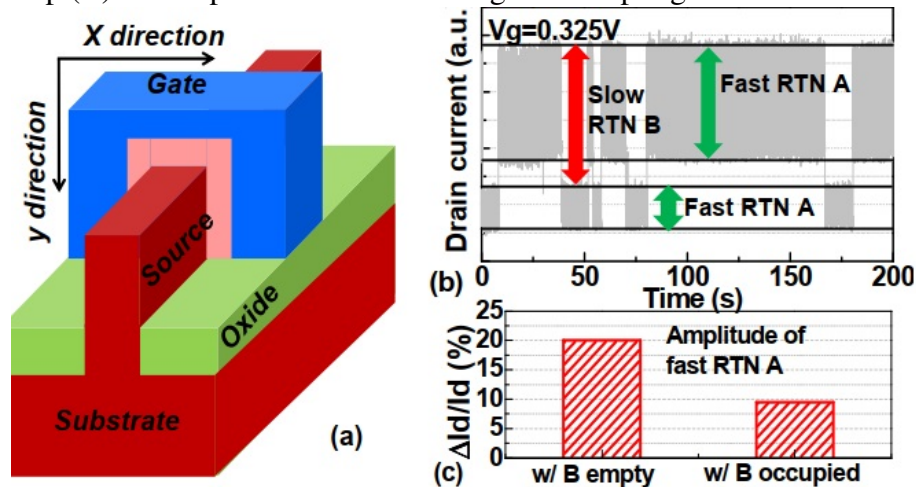 X direction
y direction
Gate
Source
Oxide
Substrate
(a)
Drain current (a.u.)
Vg=0.325V
Slow
RTN B
Fast RTN A
Fast RTN A
(b)
0 50 100 150 200
Time (s)
ΔId/Id (%)
25
20
15
10
5
0
Amplitude of
fast RTN A
(c)
w/ B empty w/ B occupied